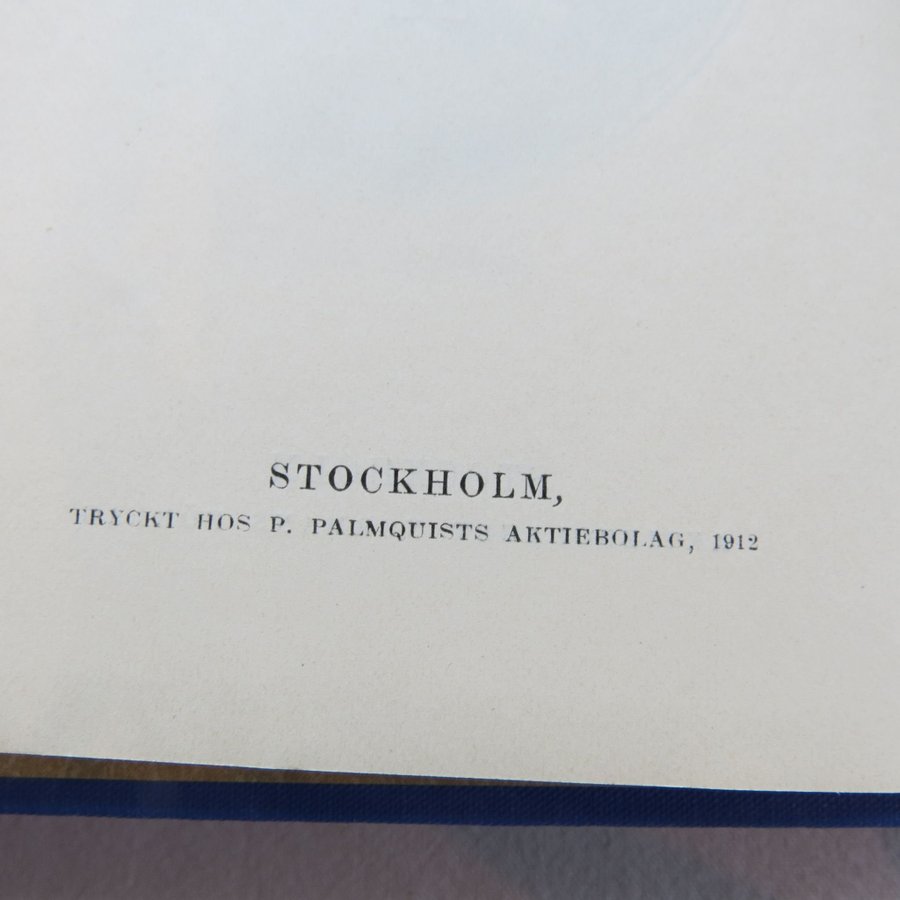 STOCKHOLM,
TRYCKT HOS P. PALMQUISTS AKTIEBOLAG, 1912